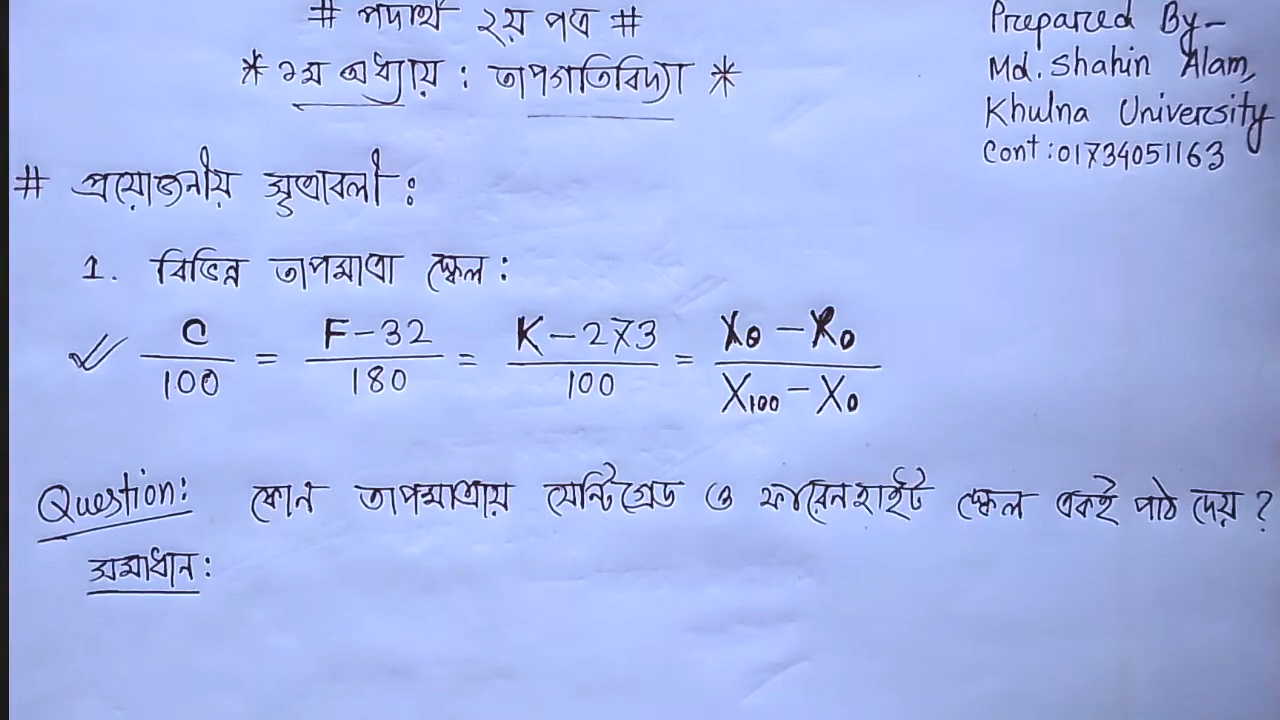 # পদার্থ ২য় পত্র #
* ১ম অধ্যায় : তাপগতিবিদ্যা *
Prepared By-
Md. Shahin Alam,
Khulna University
Cont : 01734051163
# প্রয়োজনীয় সূত্রাবলী :
1. বিভিন্ন তাপমাত্রা স্কেল :
C/100 = F-32/180 = K-273/100 = Xθ-X0/X100-X0
Question: কোন তাপমাত্রায় সেন্টিগ্রেড ও ফারেনহাইট স্কেল একই পাঠ দেয় ?
সমাধান :